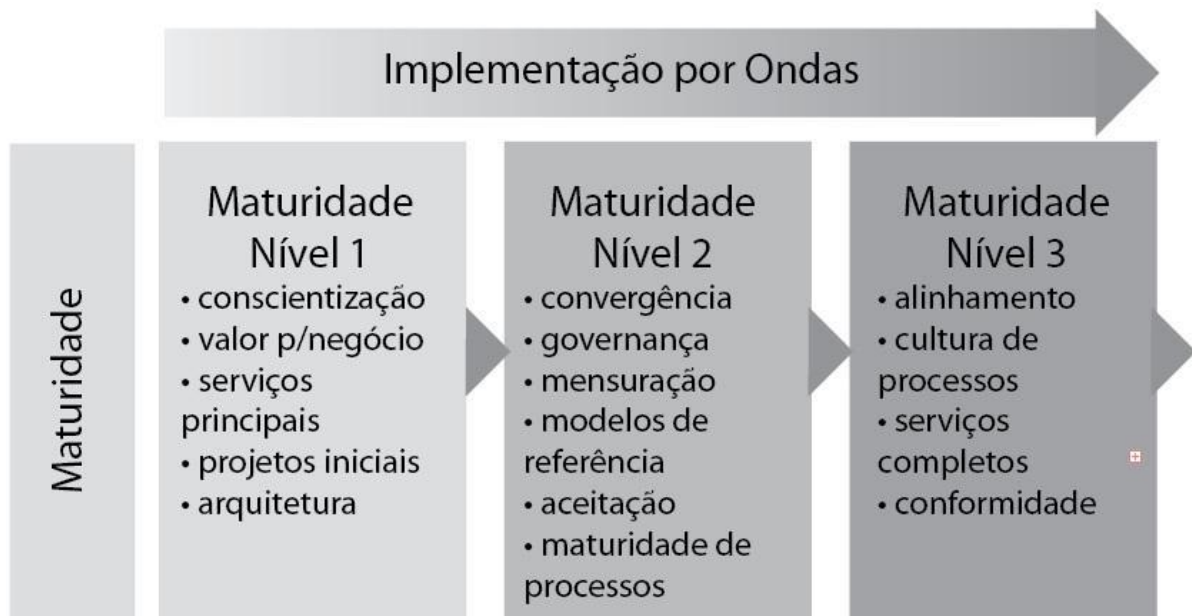 Implementação por Ondas
Maturidade
Maturidade
Nível 1
• conscientização
• valor p/negócio
• serviços
principais
• projetos iniciais
• arquitetura
Maturidade
Nível 2
• convergência
• governança
• mensuração
• modelos de
referência
• aceitação
• maturidade de
processos
Maturidade
Nível 3
• alinhamento
• cultura de
processos
• serviços
completos
• conformidade